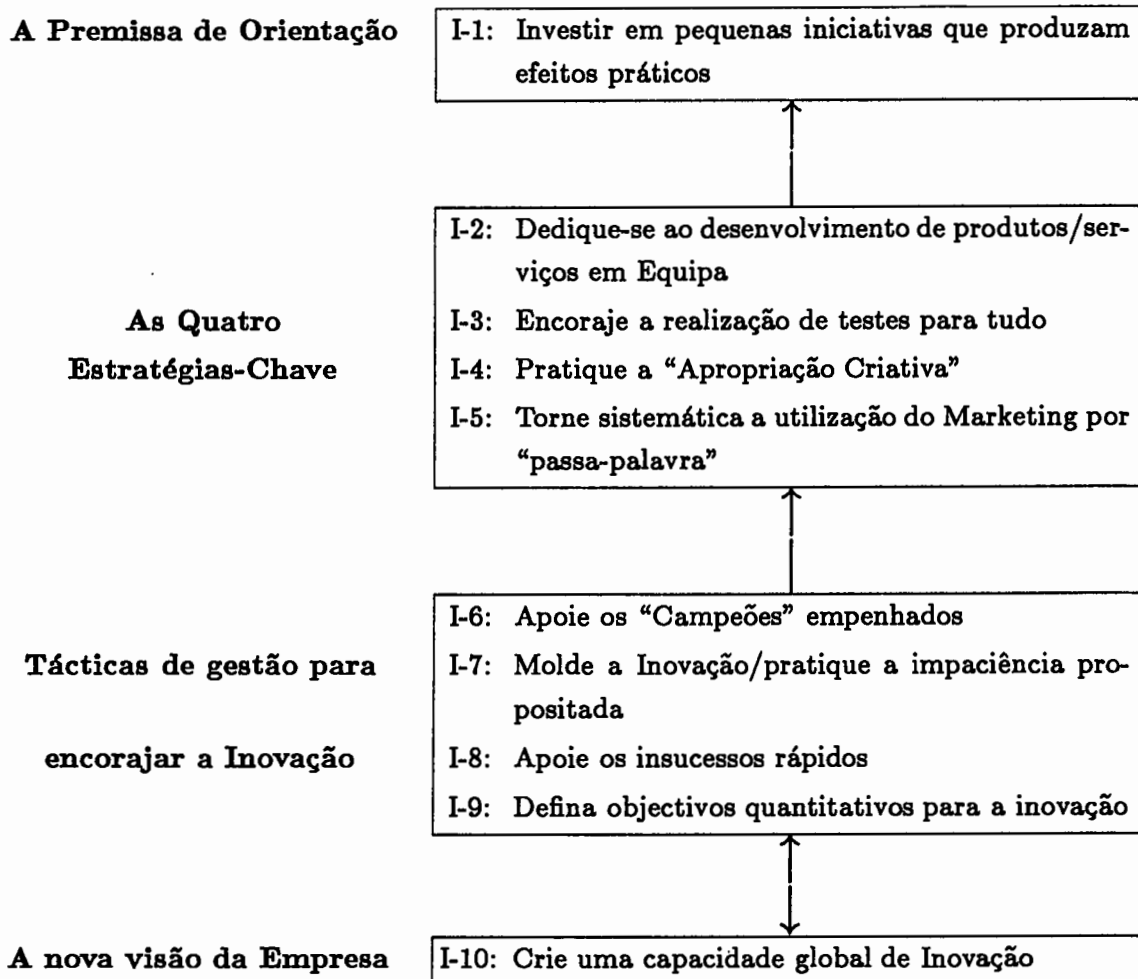 A Premissa de Orientação
I-1: Investir em pequenas iniciativas que produzam
efeitos práticos
As Quatro
Estratégias-Chave
I-2: Dedique-se ao desenvolvimento de produtos/ser-
viços em Equipa
I-3: Encoraje a realização de testes para tudo
I-4: Pratique a “Apropriação Criativa”
I-5: Torne sistemática a utilização do Marketing por
“passa-palavra”
Tácticas de gestão para
encorajar a Inovação
I-6: Apoie os “Campeões” empenhados
I-7: Molde a Inovação/pratique a impaciência pro-
positada
I-8: Apoie os insucessos rápidos
I-9: Defina objectivos quantitativos para a inovação
A nova visão da Empresa
I-10: Crie uma capacidade global de Inovação